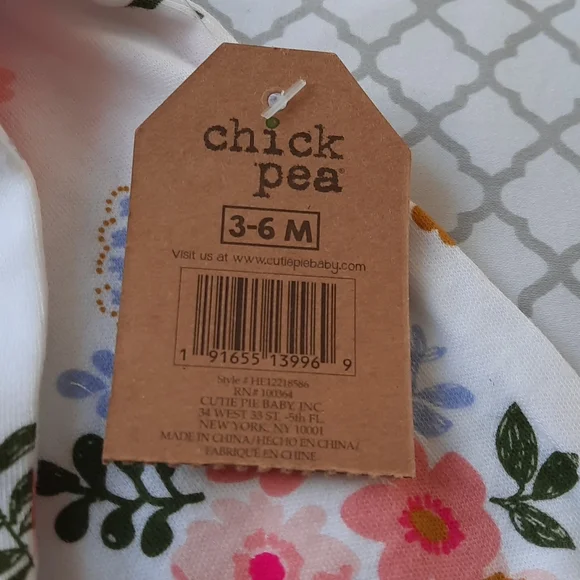 chick
pea
3-6 M
Visit us at www.cutiepiebaby.com
1 91655 13996 9
Style # HE12218586
RN# 100364
CUTIE PIE BABY, INC.
34 WEST 33 ST. -5th FL.
NEW YORK, NY 10001
MADE IN CHINA/HECHO EN CHINA/
FABRIQUÉ EN CHINE